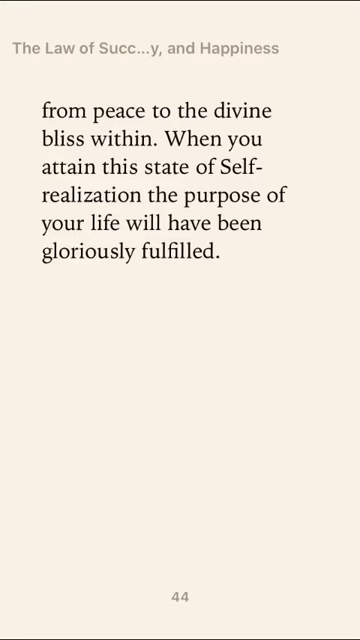 The Law of Succ...y, and Happiness
from peace to the divine
bliss within. When you
attain this state of Self-
realization the purpose of
your life will have been
gloriously fulfilled.
44